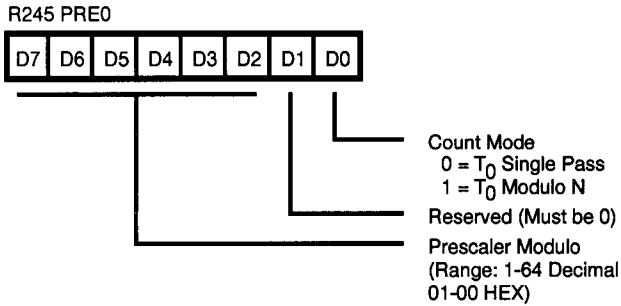 R245 PRE0
D7 D6 D5 D4 D3 D2 D1 D0
Count Mode
0 = T0 Single Pass
1 = T0 Modulo N
Reserved (Must be 0)
Prescaler Modulo
(Range: 1-64 Decimal
01-00 HEX)